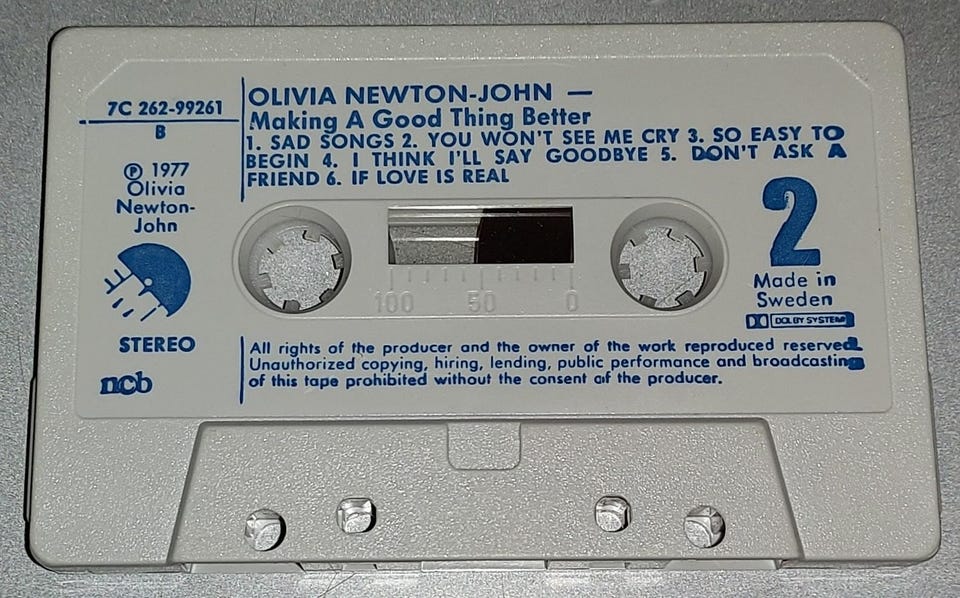 7C 262-99261
B
℗ 1977
Olivia
Newton-
John
STEREO
ncb
OLIVIA NEWTON-JOHN —
Making A Good Thing Better
1. SAD SONGS 2. YOU WON'T SEE ME CRY 3. SO EASY TO
BEGIN 4. I THINK I'LL SAY GOODBYE 5. DON'T ASK A
FRIEND 6. IF LOVE IS REAL
2
Made in
Sweden
DOLBY SYSTEM
100 50 0
All rights of the producer and the owner of the work reproduced reserved.
Unauthorized copying, hiring, lending, public performance and broadcasting
of this tape prohibited without the consent of the producer.